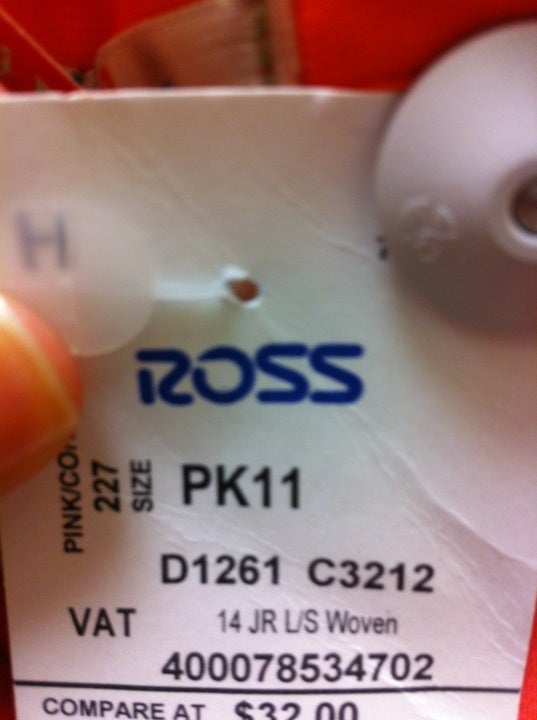 H
ROSS
PINK/CO
227
SIZE
PK11
D1261 C3212
VAT
14 JR L/S Woven
400078534702
COMPARE AT $32.00